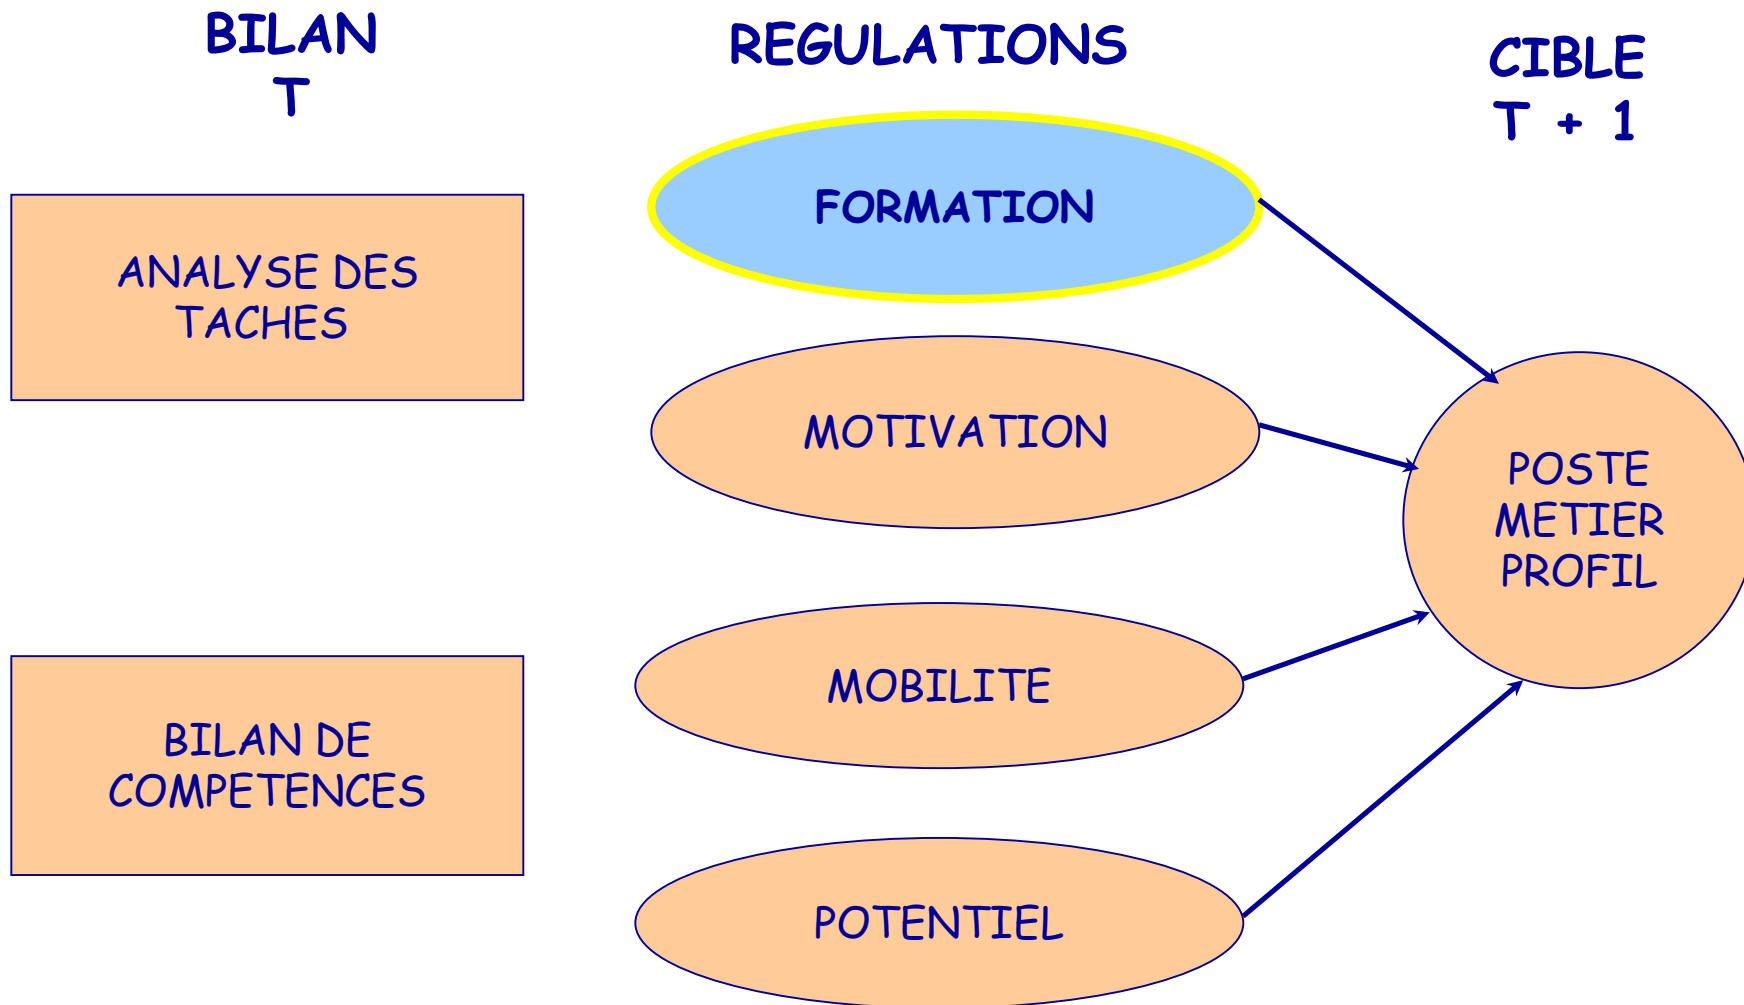 BILAN
T
REGULATIONS
CIBLE
T + 1
FORMATION
ANALYSE DES
TACHES
MOTIVATION
POSTE
METIER
PROFIL
MOBILITE
BILAN DE
COMPETENCES
POTENTIEL